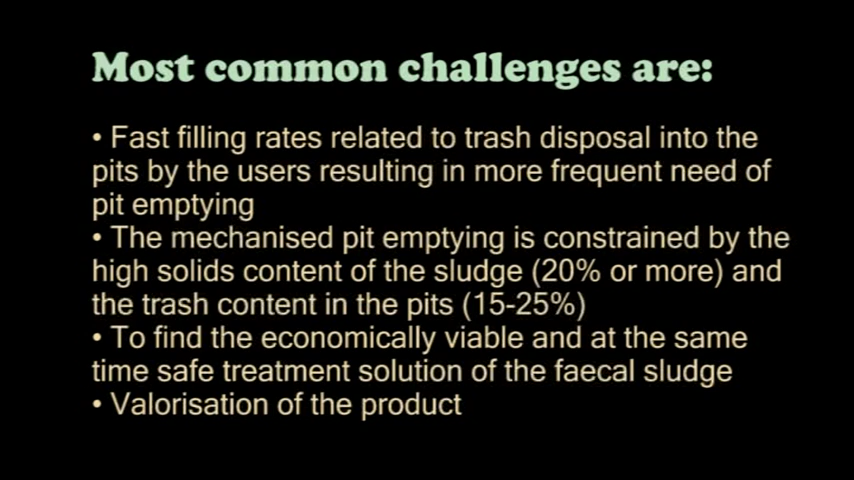 Most common challenges are:
• Fast filling rates related to trash disposal into the
pits by the users resulting in more frequent need of
pit emptying
• The mechanised pit emptying is constrained by the
high solids content of the sludge (20% or more) and
the trash content in the pits (15-25%)
• To find the economically viable and at the same
time safe treatment solution of the faecal sludge
• Valorisation of the product